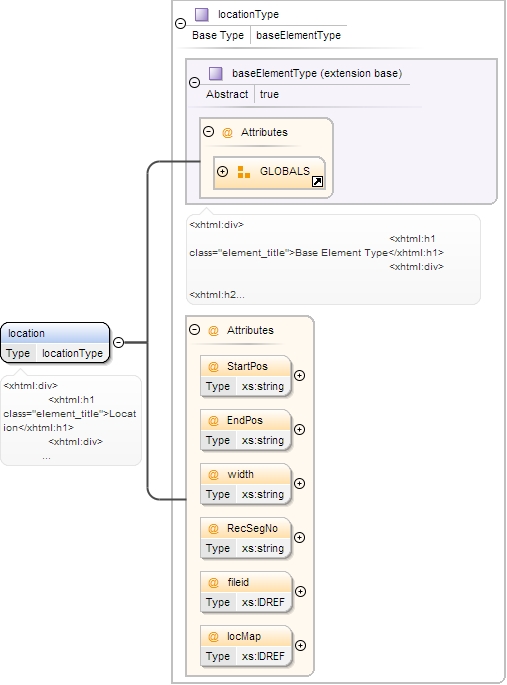 locationType
Base Type baseElementType
baseElementType (extension base)
Abstract true
@ Attributes
GLOBALS
<xhtml:div>
<xhtml:h1
class="element_title">Base Element Type</xhtml:h1>
<xhtml:div>
<xhtml:h2...
location
Type locationType
<xhtml:div>
<xhtml:h1
class="element_title">Locat
ion</xhtml:h1>
<xhtml:div>
...
@ Attributes
@ StartPos
Type xs:string
@ EndPos
Type xs:string
@ width
Type xs:string
@ RecSegNo
Type xs:string
@ fileid
Type xs:IDREF
@ locMap
Type xs:IDREF